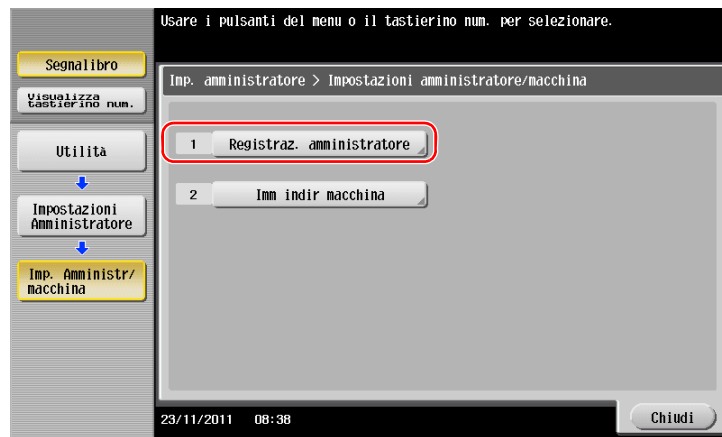 Usare i pulsanti del menu o il tastierino num. per selezionare.
Segnalibro
Visualizza
tastierino num.
Utilità
Impostazioni
Amministratore
Imp. Amministr/
macchina
Imp. amministratore > Impostazioni amministratore/macchina
1 Registraz. amministratore
2 Imm indir macchina
23/11/2011 08:38
Chiudi